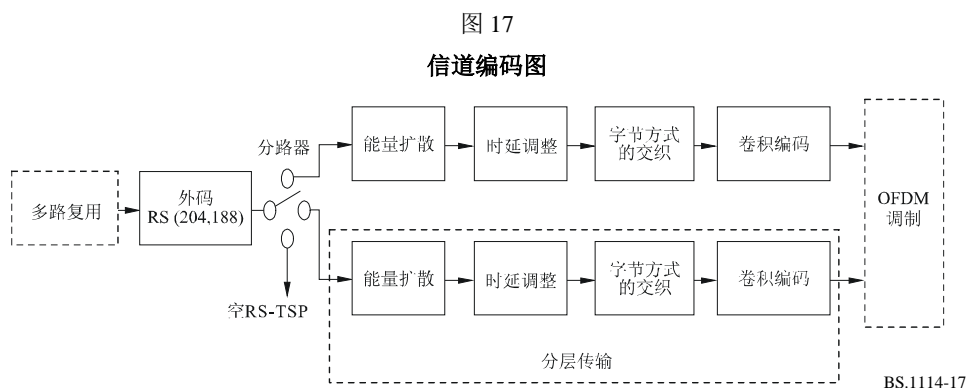 图 17
信道编码图
分路器
能量扩散
时延调整
字节方式
的交织
卷积编码
多路复用
外码
RS (204,188)
OFDM
调制
能量扩散
时延调整
字节方式
的交织
卷积编码
空RS-TSP
分层传输
BS.1114-17